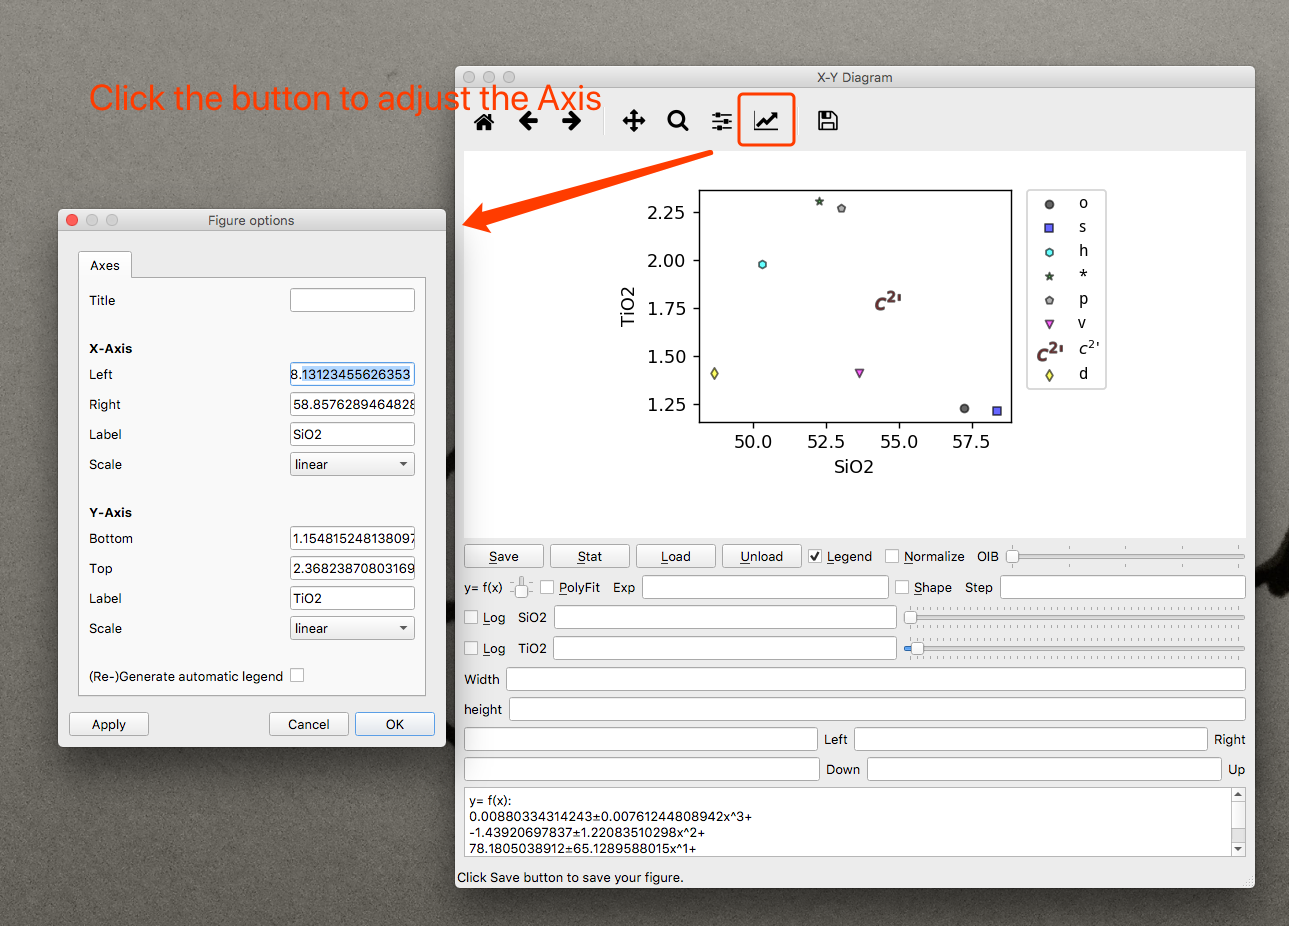 X-Y Diagram
Click the button to adjust the Axis
Figure options
Axes
Title
X-Axis
Left 8.13123455626353
Right 58.8576289464828
Label SiO2
Scale linear
Y-Axis
Bottom 1.154815248138097
Top 2.36823870803169
Label TiO2
Scale linear
(Re-)Generate automatic legend
Apply Cancel OK
2.25
2.00
1.75
1.50
1.25
TiO2
c2'
50.0 52.5 55.0 57.5
SiO2
o
s
h
*
p
v
c2' c2'
d
Save Stat Load Unload Legend Normalize OIB
y= f(x) PolyFit Exp Shape Step
Log SiO2
Log TiO2
Width
height
Left Right
Down Up
y= f(x):
0.00880334314243±0.00761244808942x^3+
-1.43920697837±1.22083510298x^2+
78.1805038912±65.1289588015x^1+
Click Save button to save your figure.